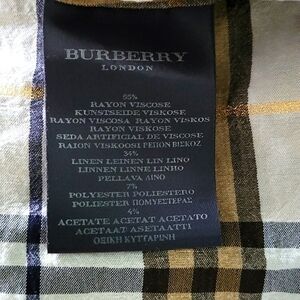 BURBERRY
LONDON
55%
RAYON VISCOSE
KUNSTSEIDE VISKOSE
RAYON VISCOSA RAYON VISKOS
RAYON VISKOSE
SEDA ARTIFICIAL DE VISCOSE
RAION VISKOOSI ΡΕΠΟΝ ΒΙΣΚΟΖ
34%
LINEN LEINEN LIN LINO
LINNEN LINNE LINHO
PELLAVA ΛΙΝΟ
7%
POLYESTER POLIESTERO
POLIESTER ΠΟΛΥΕΣΤΕΡΑΣ
4%
ACETATE ACETAT ACETATO
ACETAAT ASETAATTI
ΟΞΙΚΗ ΚΥΤΤΑΡΙΝΗ